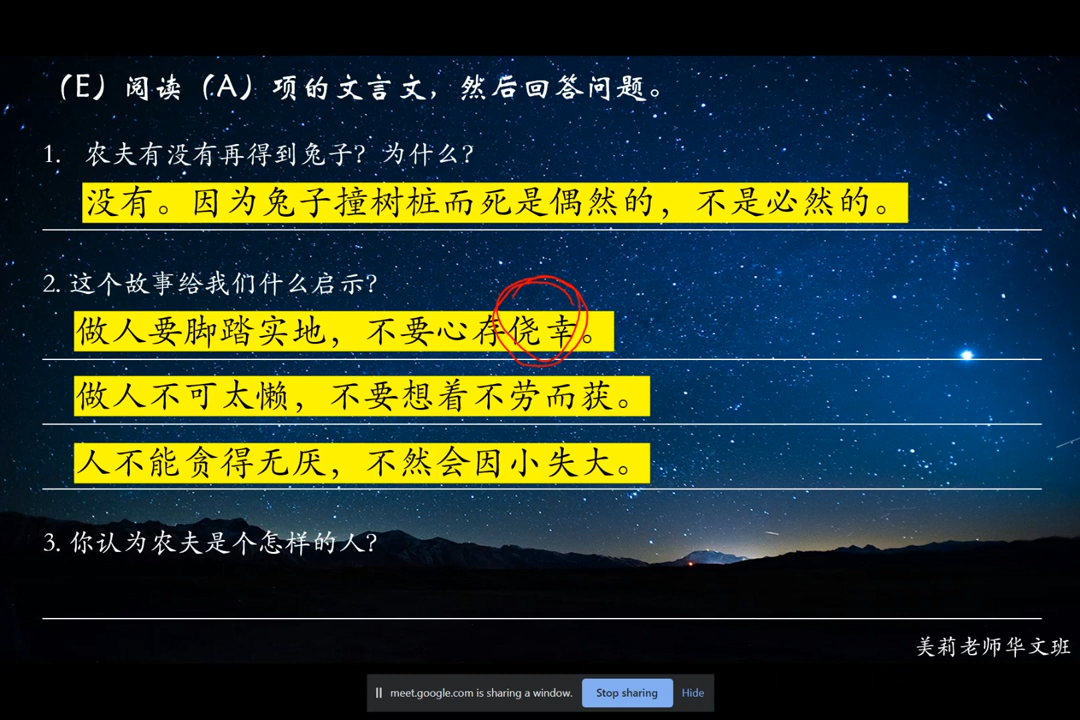 （E）阅读（A）项的文言文，然后回答问题。
1. 农夫有没有再得到兔子？为什么？
没有。因为兔子撞树桩而死是偶然的，不是必然的。
2. 这个故事给我们什么启示？
做人要脚踏实地，不要心存侥幸。
做人不可太懒，不要想着不劳而获。
人不能贪得无厌，不然会因小失大。
3. 你认为农夫是个怎样的人？
美莉老师华文班
meet.google.com is sharing a window. Stop sharing Hide